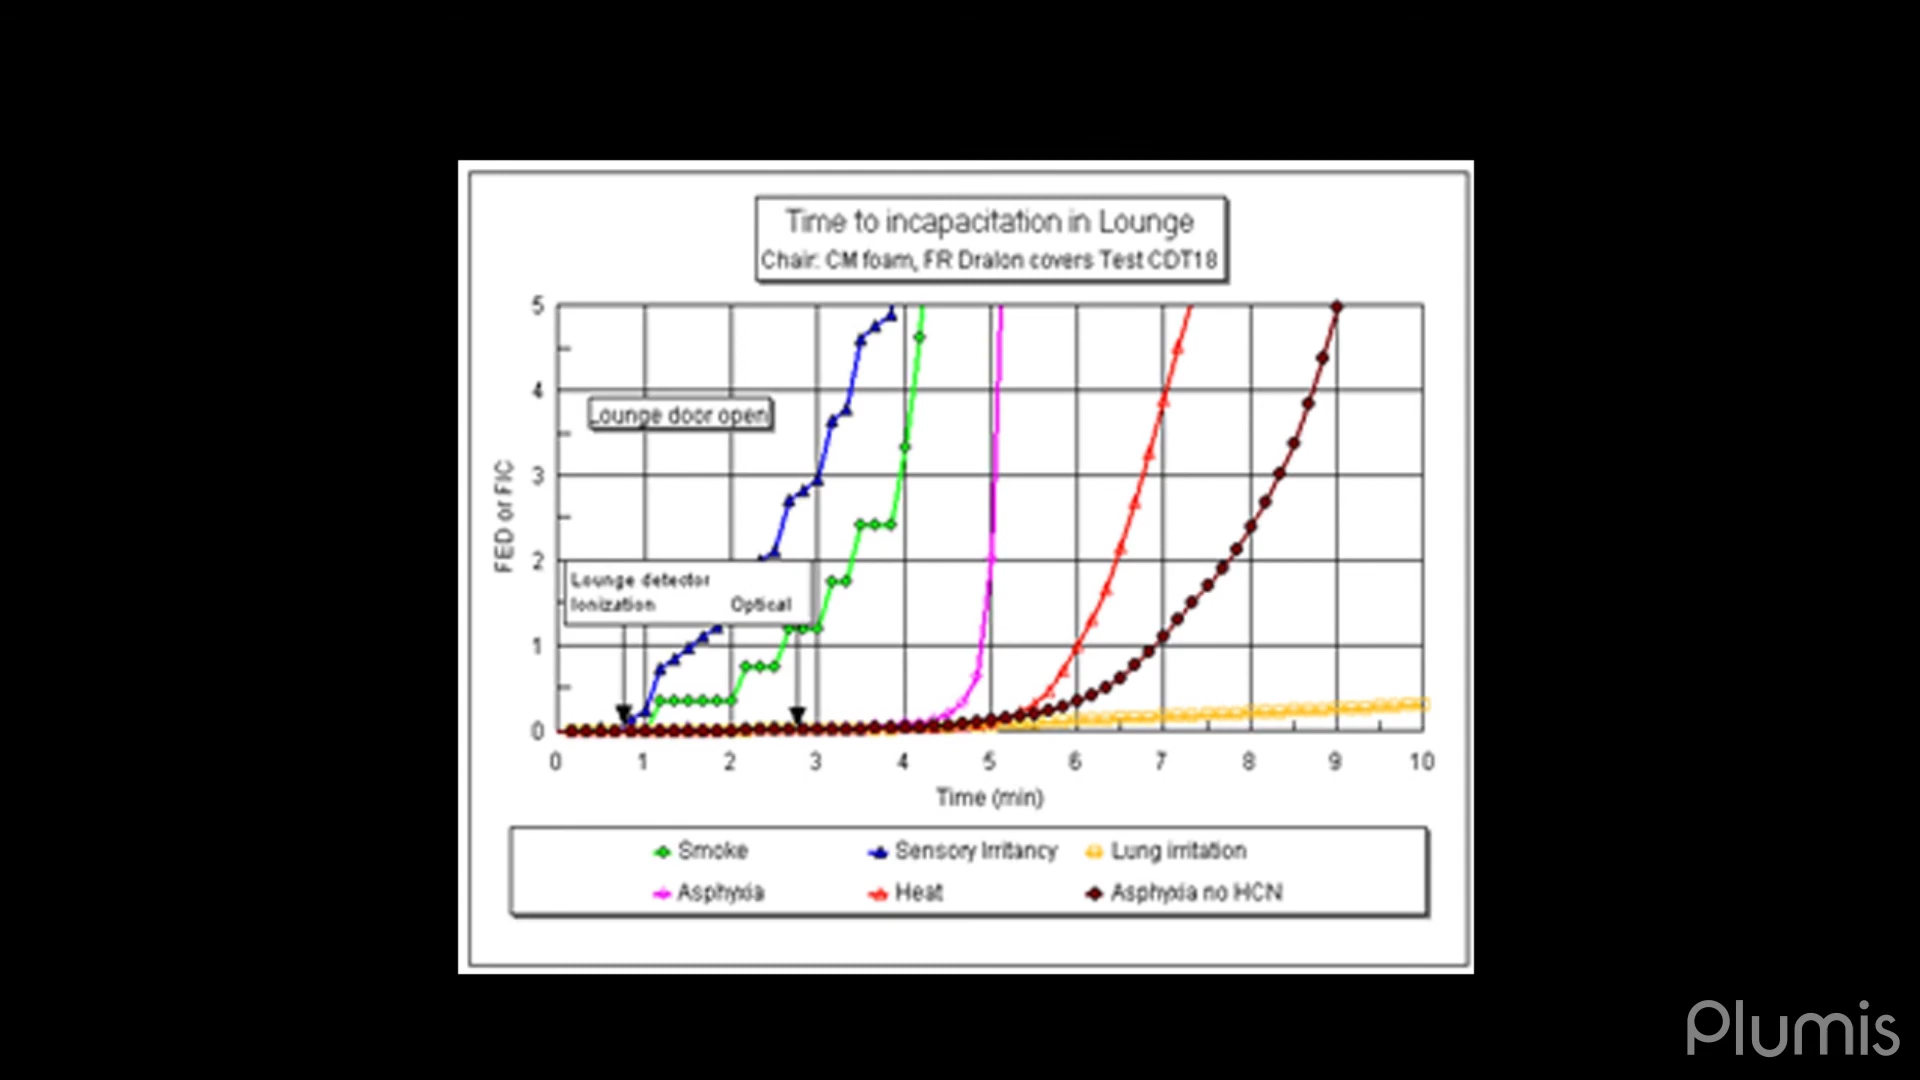 Time to incapacitation in Lounge
Chair: CM foam, FR Dralon covers Test CDT18
5
4
3
2
1
0
FED or FIC
Lounge door open
Lounge detector
Ionization Optical
0 1 2 3 4 5 6 7 8 9 10
Time (min)
Smoke Sensory Irritancy Lung irritation
Asphyxia Heat Asphyxia no HCN
Plumis